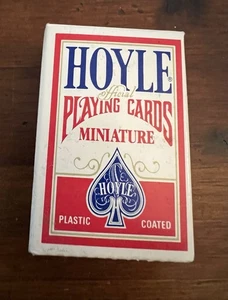 HOYLE®
official
PLAYING CARDS
MINIATURE
HOYLE
PLASTIC COATED